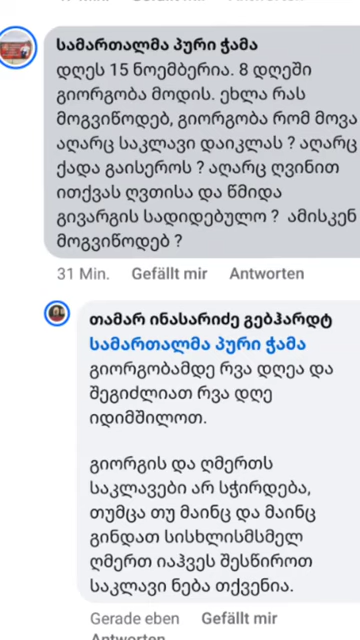 სამართალმა პური ჭამა
დღეს 15 ნოემბერია. 8 დღეში
გიორგობა მოდის. ეხლა რას
მოგვიწოდებ, გიორგობა რომ მოვა
აღარც საკლავი დაიკლას ? აღარც
ქადა გაისეროს ? აღარც ღვინით
ითქვას ღვთისა და წმიდა
გივარგის სადიდებულო ? ამისკენ
მოგვიწოდებ ?
31 Min. Gefällt mir Antworten
თამარ ინასარიძე გებჰარდტ
სამართალმა პური ჭამა
გიორგობამდე რვა დღეა და
შეგიძლიათ რვა დღე
იდიმშილოთ.
გიორგის და ღმერთს
საკლავები არ სჭირდება,
თუმცა თუ მაინც და მაინც
გინდათ სისხლისმსმელ
ღმერთ იაჰვეს შესწიროთ
საკლავი ნება თქვენია.
Gerade eben Gefällt mir
Antworten